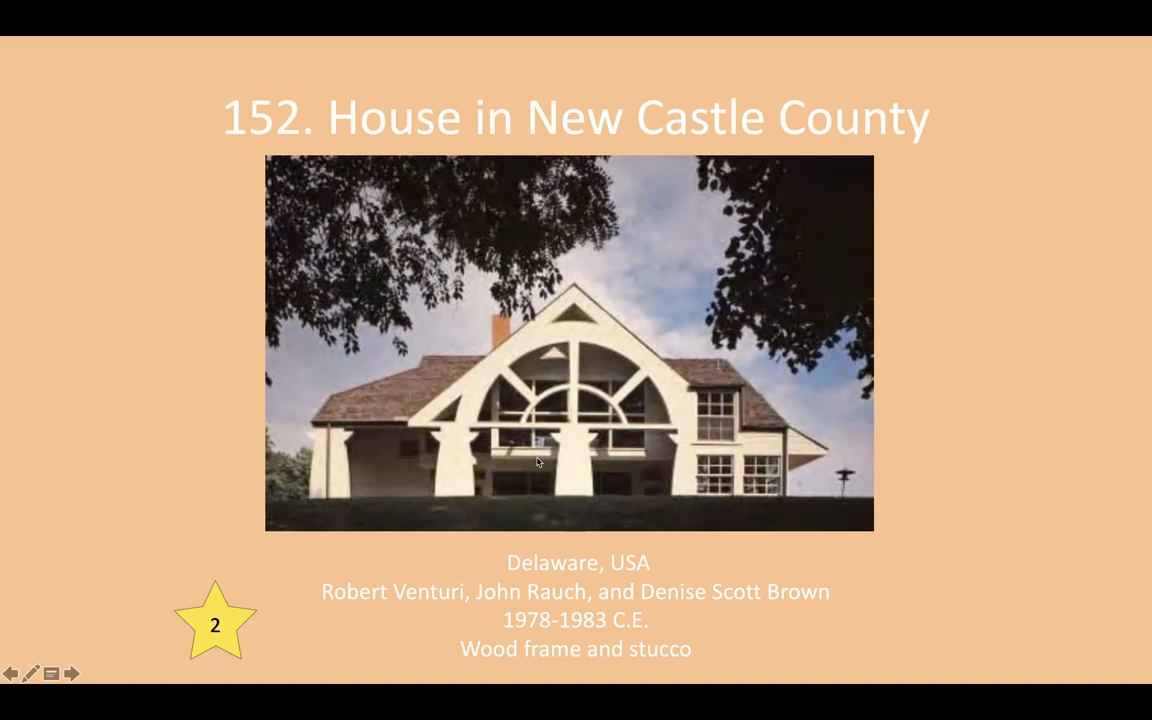 152. House in New Castle County
Delaware, USA
Robert Venturi, John Rauch, and Denise Scott Brown
1978-1983 C.E.
Wood frame and stucco
2